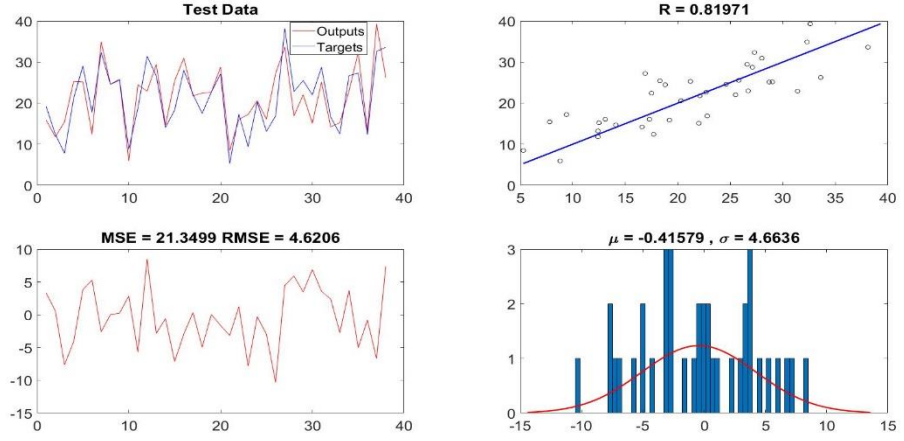 Test Data
40
30
20
10
0
0 10 20 30 40
Outputs
Targets
R = 0.81971
40
30
20
10
0
5 10 15 20 25 30 35 40
MSE = 21.3499 RMSE = 4.6206
10
5
0
-5
-10
-15
0 10 20 30 40
μ = -0.41579 , σ = 4.6636
3
2
1
0
-15 -10 -5 0 5 10 15